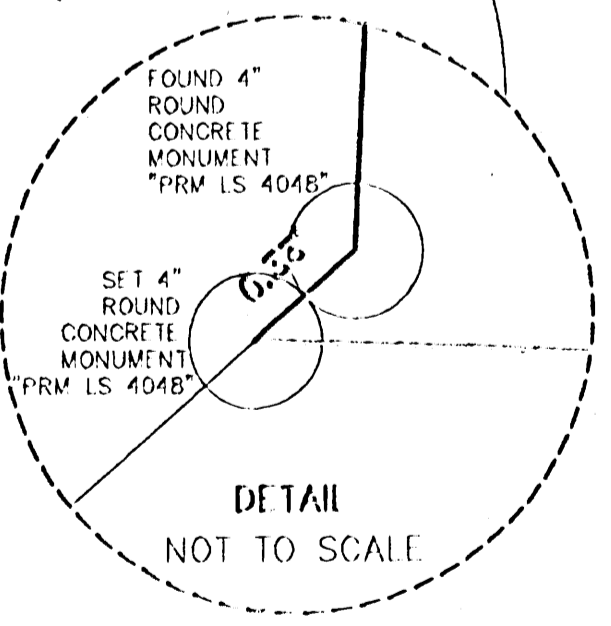 FOUND 4"
ROUND
CONCRETE
MONUMENT
"PRM LS 4048"
SET 4"
ROUND
CONCRETE
MONUMENT
"PRM LS 4048"
DETAIL
NOT TO SCALE